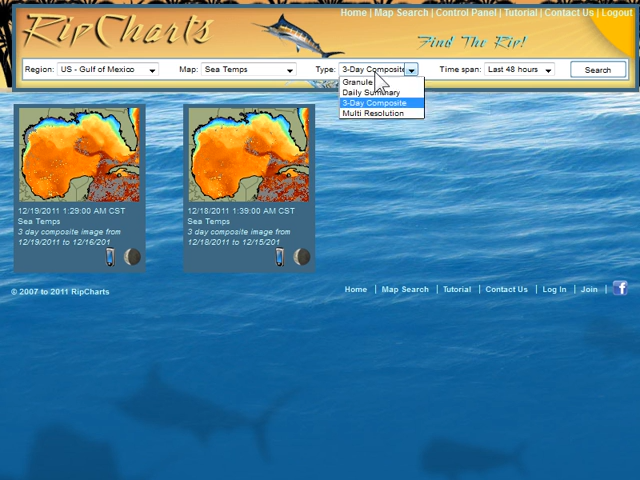 RipCharts
Home | Map Search | Control Panel | Tutorial | Contact Us | Logout
Find The Rip!
Region: US - Gulf of Mexico Map: Sea Temps Type: 3-Day Composite Time span: Last 48 hours Search
Granule
Daily Summary
3-Day Composite
Multi Resolution
12/19/2011 1:29:00 AM CST
Sea Temps
3 day composite image from
12/19/2011 to 12/16/201
12/18/2011 1:39:00 AM CST
Sea Temps
3 day composite image from
12/18/2011 to 12/15/201
© 2007 to 2011 RipCharts
Home | Map Search | Tutorial | Contact Us | Log In | Join | f